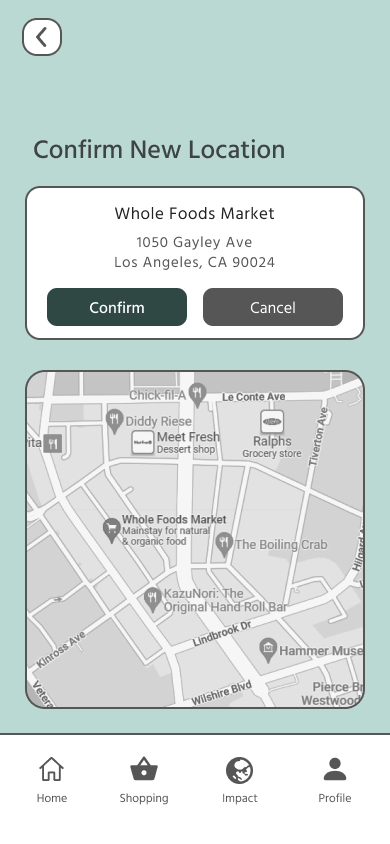 Confirm New Location
Whole Foods Market
1050 Gayley Ave
Los Angeles, CA 90024
Confirm
Cancel
Chick-fil-A
Le Conte Ave
Diddy Riese
Meet Fresh
Dessert shop
Ralphs
Grocery store
Tiverton Ave
ita
Whole Foods Market
Mainstay for natural
& organic food
The Boiling Crab
Hilgard A
KazuNori: The
Original Hand Roll Bar
Lindbrook Dr
Kinross Ave
Hammer Muse
Wilshire Blvd
Pierce Br
Westwood
Vetera
Home
Shopping
Impact
Profile